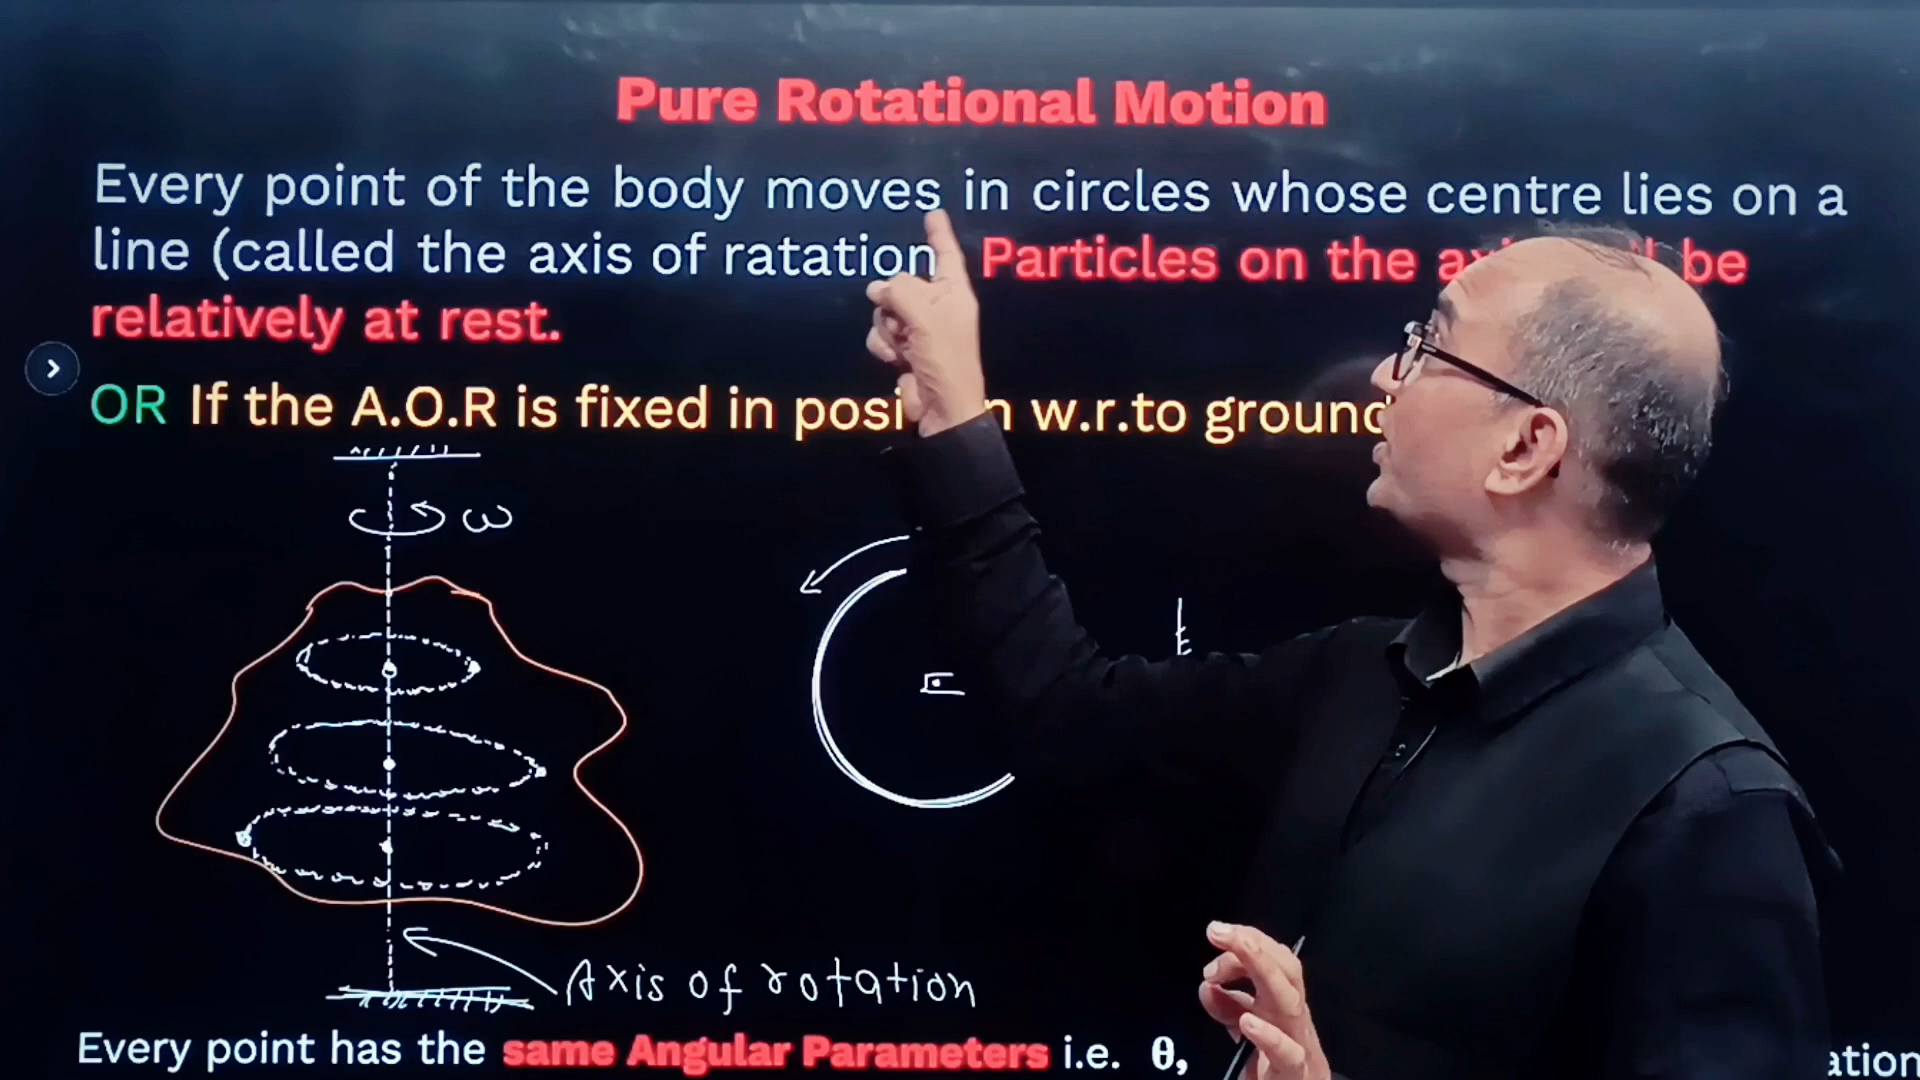 Pure Rotational Motion
Every point of the body moves in circles whose centre lies on a
line (called the axis of ratation Particles on the be
relatively at rest.
OR If the A.O.R is fixed in w.r.to ground
ω
Axis of rotation
Every point has the same Angular Parameters i.e. θ,